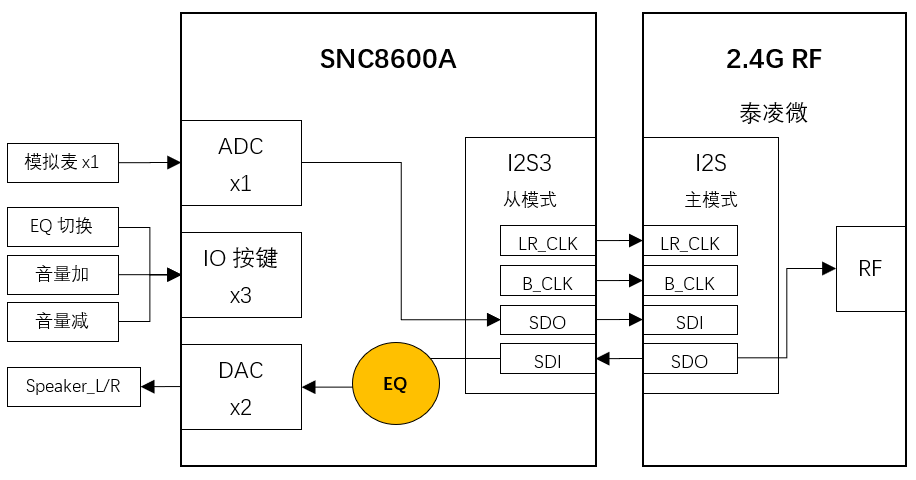 SNC8600A
2.4G RF
泰凌微
模拟麦 x1
ADC
x1
I2S3
从模式
I2S
主模式
EQ 切换
音量加
音量减
IO 按键
x3
LR_CLK
LR_CLK
B_CLK
B_CLK
SDO
SDI
SDI
SDO
RF
Speaker_L/R
DAC
x2
EQ